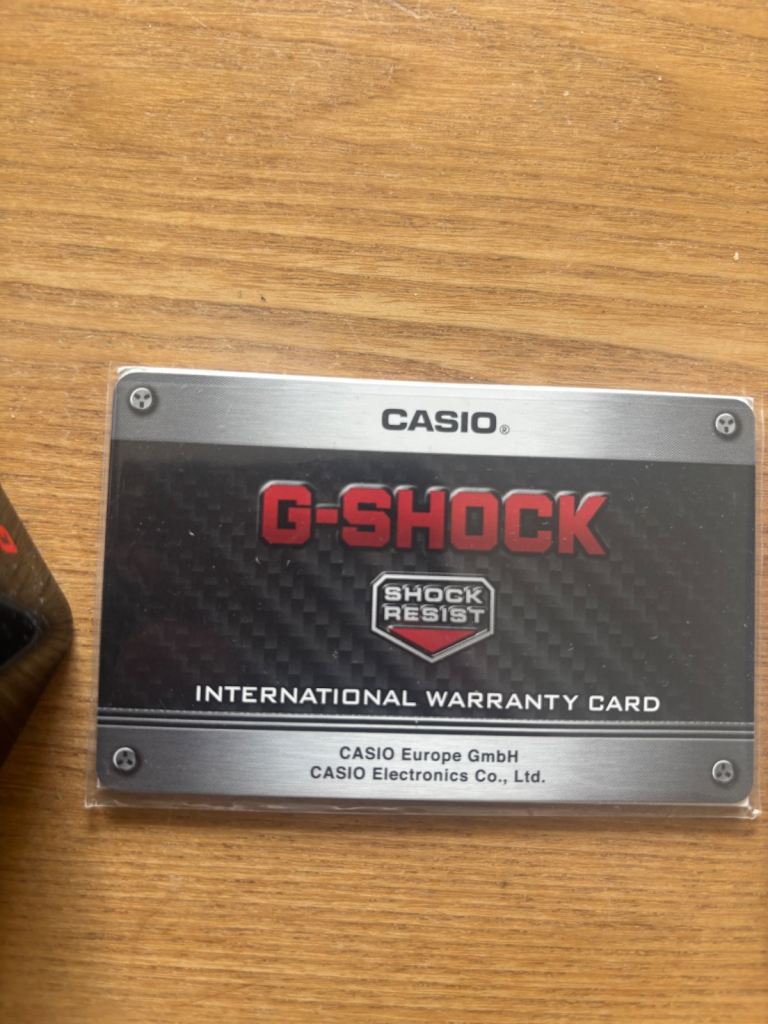 CASIO®
G-SHOCK
SHOCK
RESIST
INTERNATIONAL WARRANTY CARD
CASIO Europe GmbH
CASIO Electronics Co., Ltd.